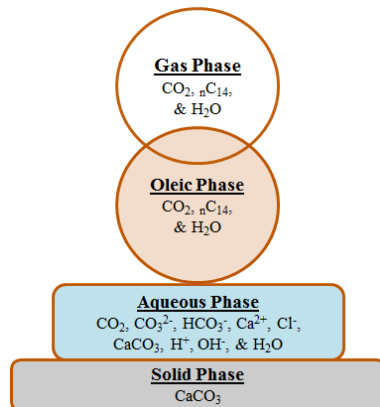 Gas Phase
CO₂, ₙC₁₄,
& H₂O
Oleic Phase
CO₂, ₙC₁₄,
& H₂O
Aqueous Phase
CO₂, CO₃²⁻, HCO₃⁻, Ca²⁺, Cl⁻,
CaCO₃, H⁺, OH⁻, & H₂O
Solid Phase
CaCO₃